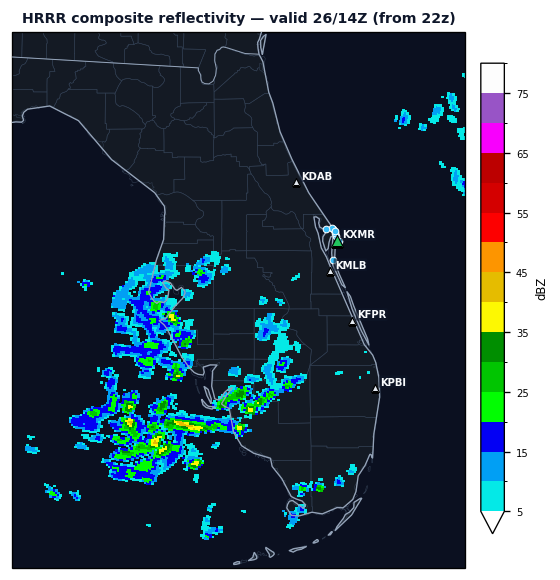 HRRR composite reflectivity — valid 26/14Z (from 22z)
KDAB
KXMR
KMLB
KFPR
KPBI
75
65
55
45
35
25
15
5
dBZ